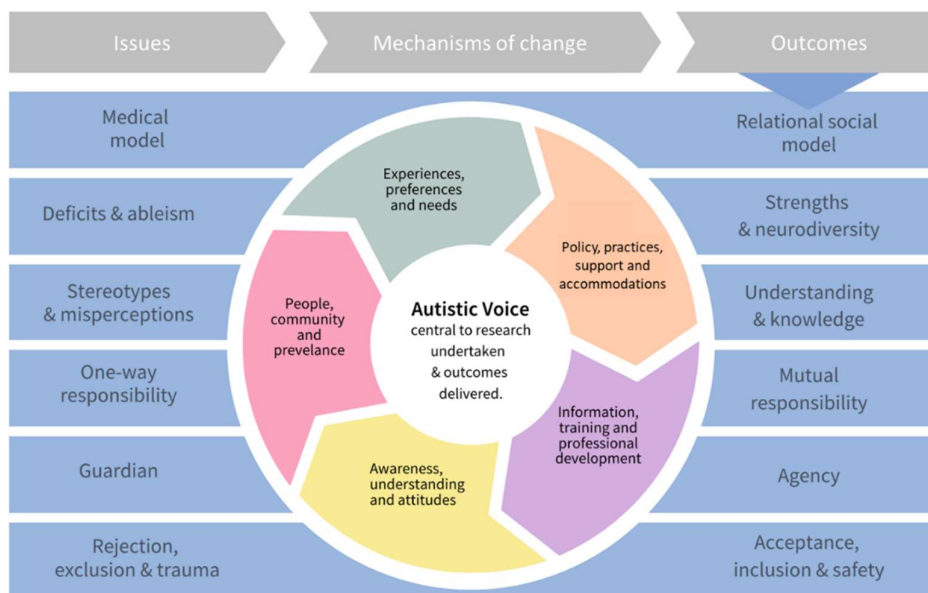 Issues
Mechanisms of change
Outcomes
Medical
model
Deficits & ableism
Stereotypes
& misperceptions
One-way
responsibility
Guardian
Rejection,
exclusion & trauma
Experiences,
preferences
and needs
Policy, practices,
support and
accommodations
Information,
training and
professional
development
Awareness,
understanding
and attitudes
People,
community
and
prevelance
Autistic Voice
central to research
undertaken
& outcomes
delivered.
Relational social
model
Strengths
& neurodiversity
Understanding
& knowledge
Mutual
responsibility
Agency
Acceptance,
inclusion & safety